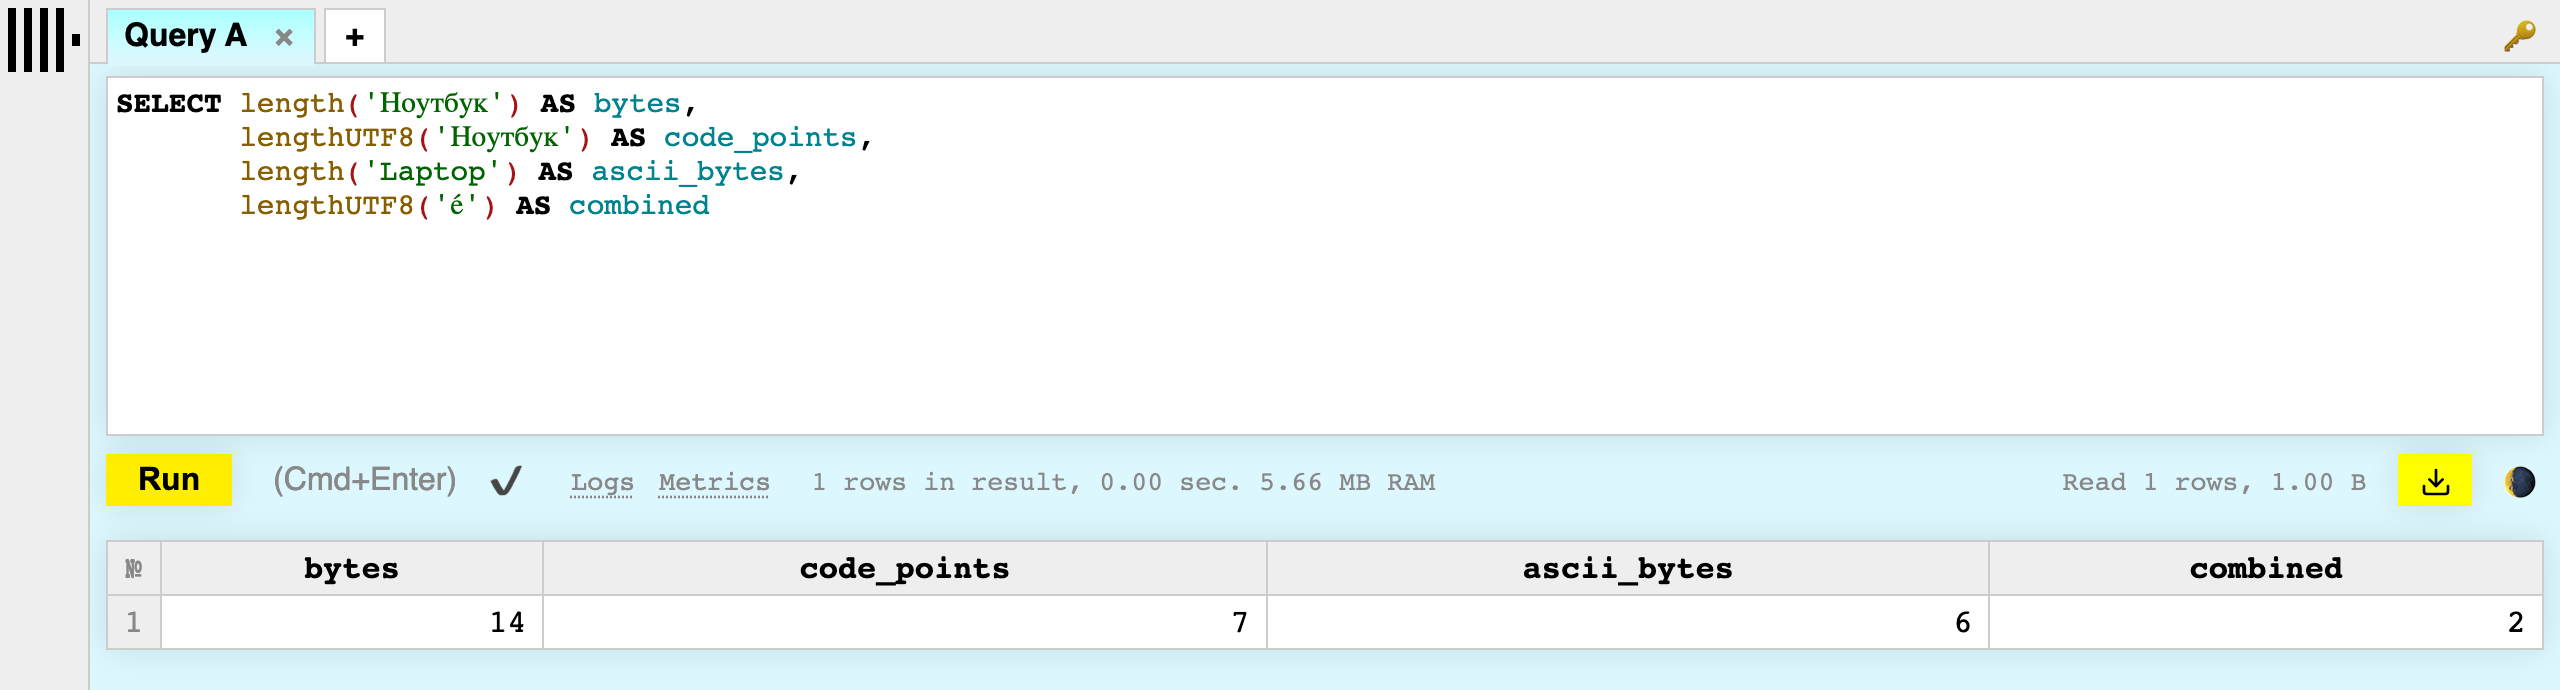 Query A × +
SELECT length('Ноутбук') AS bytes,
lengthUTF8('Ноутбук') AS code_points,
length('Laptop') AS ascii_bytes,
lengthUTF8('é') AS combined
Run (Cmd+Enter) ✔ Logs Metrics 1 rows in result, 0.00 sec. 5.66 MB RAM Read 1 rows, 1.00 B
№ bytes code_points ascii_bytes combined
1 14 7 6 2